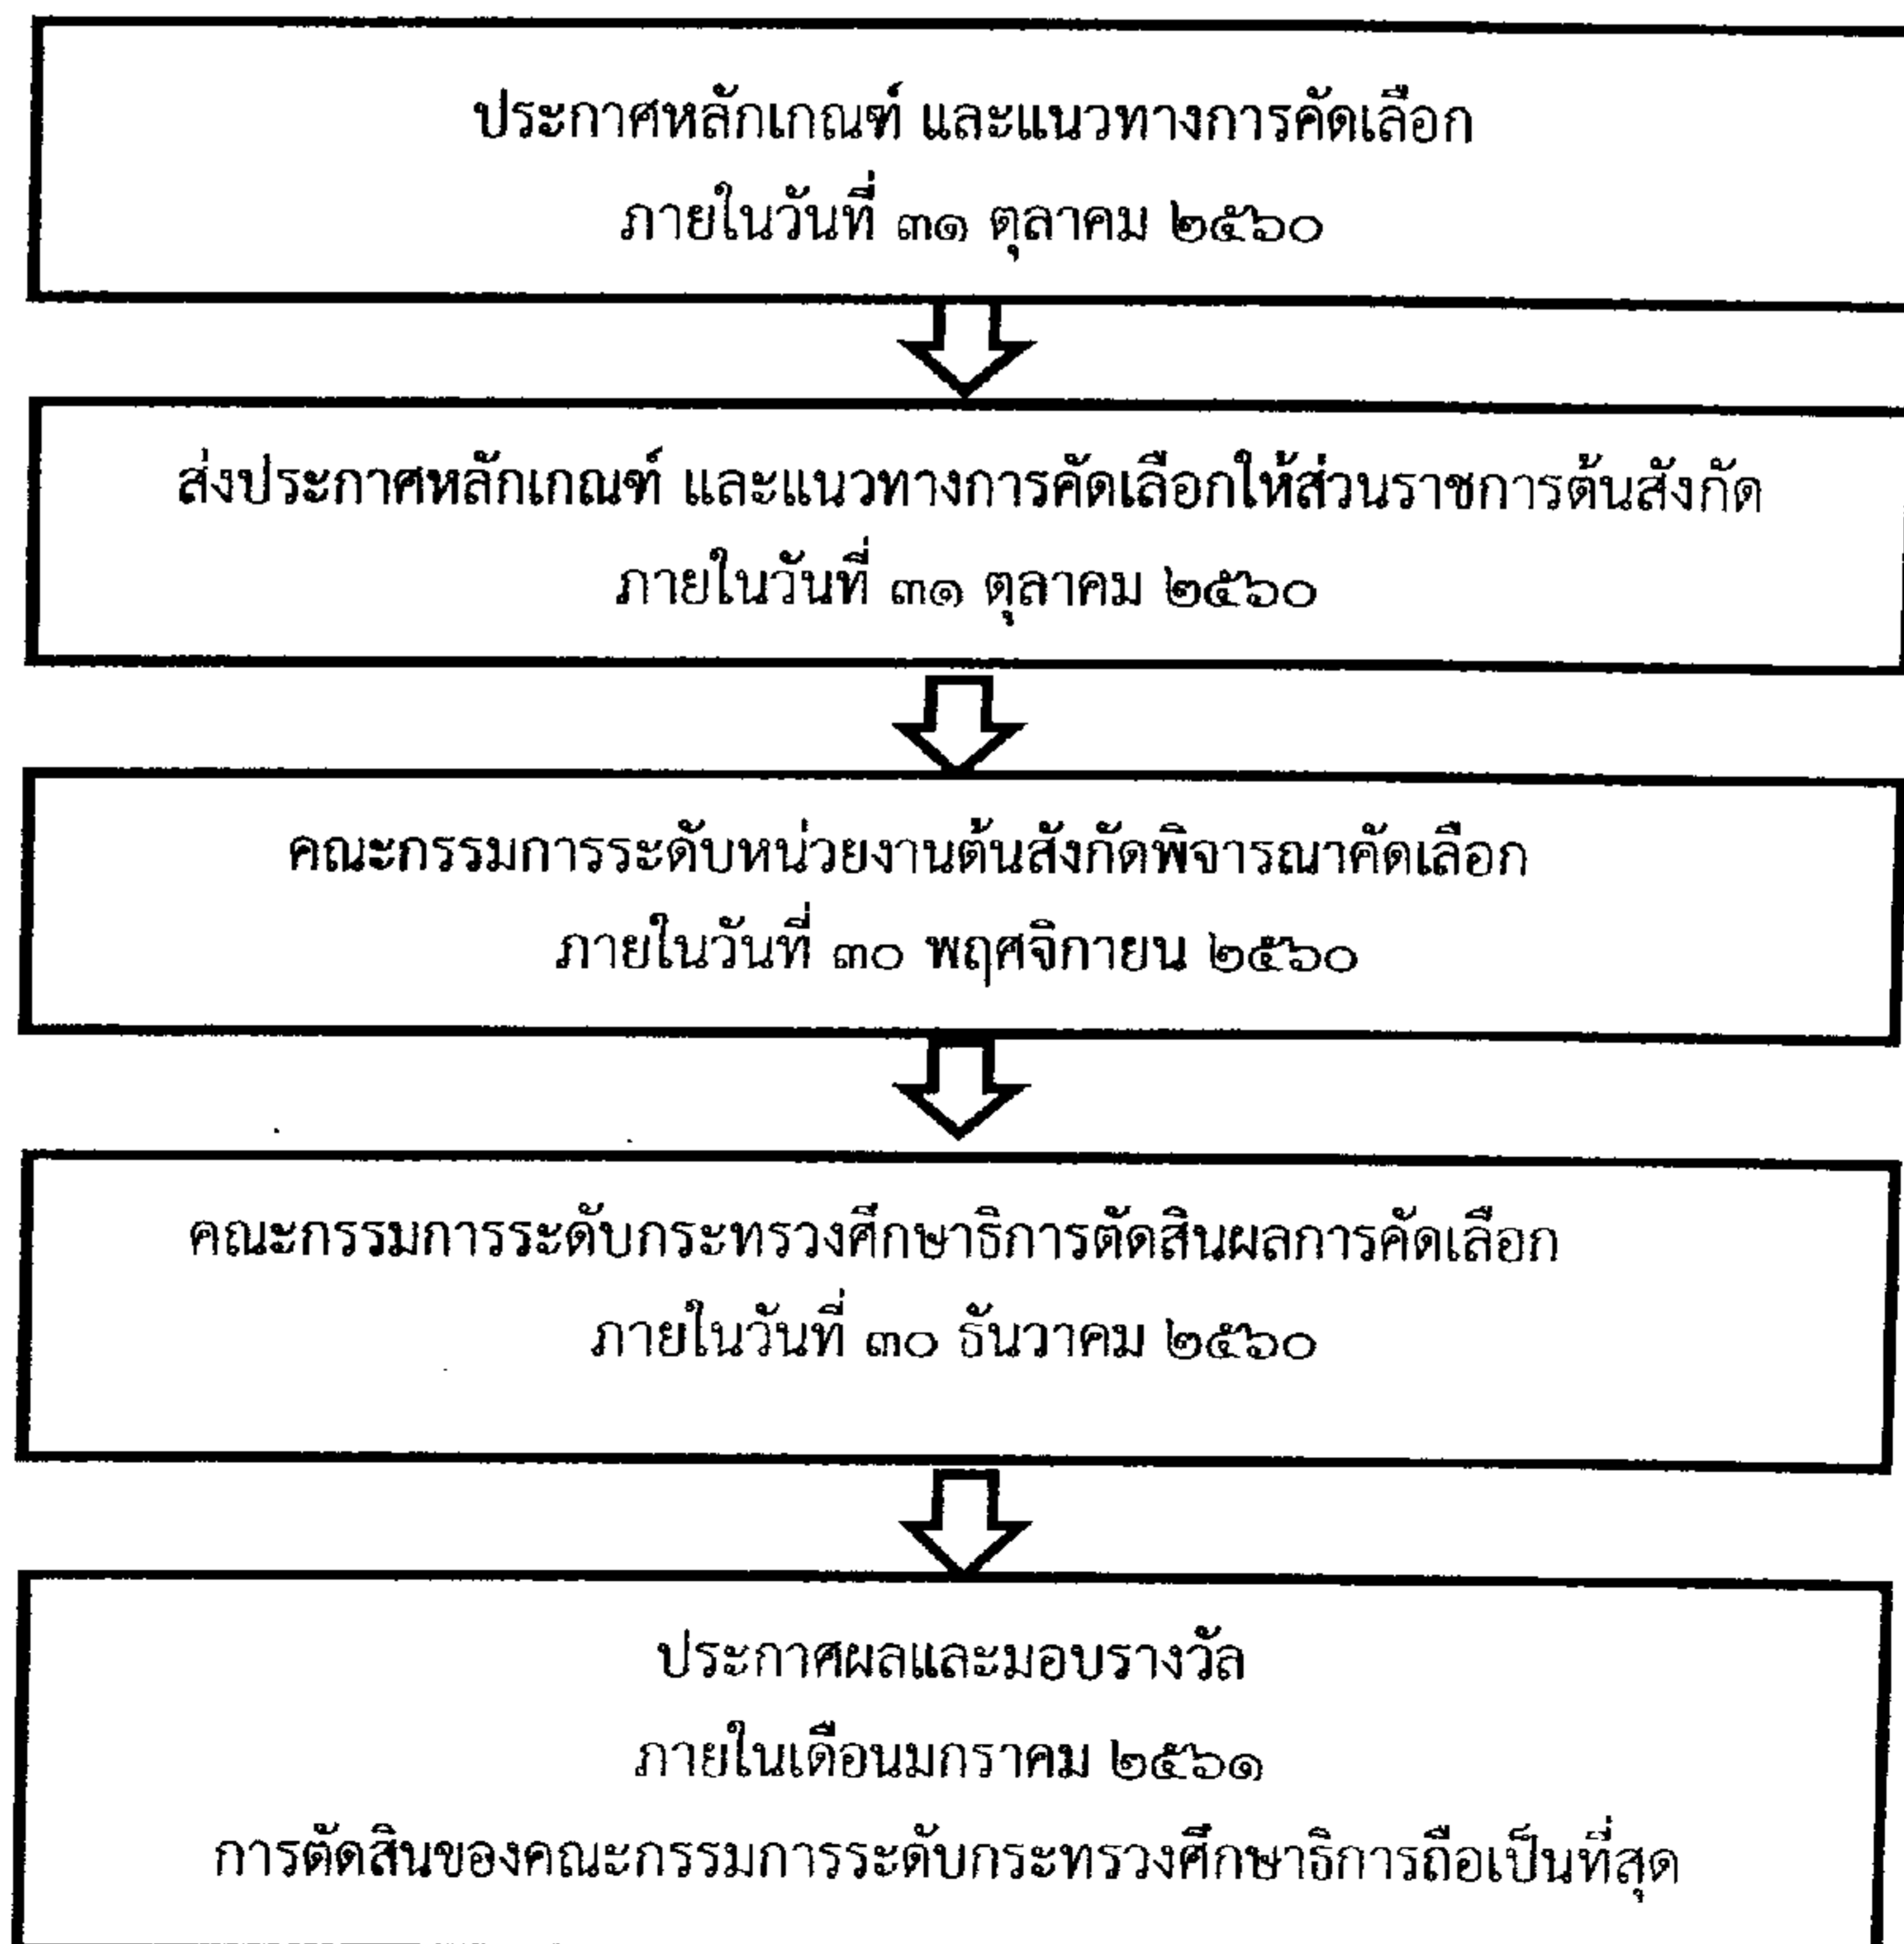 ประกาศหลักเกณฑ์ และแนวทางการคัดเลือก
ภายในวันที่ ๓๑ ตุลาคม ๒๕๖๐
ส่งประกาศหลักเกณฑ์ และแนวทางการคัดเลือกให้ส่วนราชการต้นสังกัด
ภายในวันที่ ๓๑ ตุลาคม ๒๕๖๐
คณะกรรมการระดับหน่วยงานต้นสังกัดพิจารณาคัดเลือก
ภายในวันที่ ๓๐ พฤศจิกายน ๒๕๖๐
คณะกรรมการระดับกระทรวงศึกษาธิการตัดสินผลการคัดเลือก
ภายในวันที่ ๓๐ ธันวาคม ๒๕๖๐
ประกาศผลและมอบรางวัล
ภายในเดือนมกราคม ๒๕๖๑
การตัดสินของคณะกรรมการระดับกระทรวงศึกษาธิการถือเป็นที่สุด